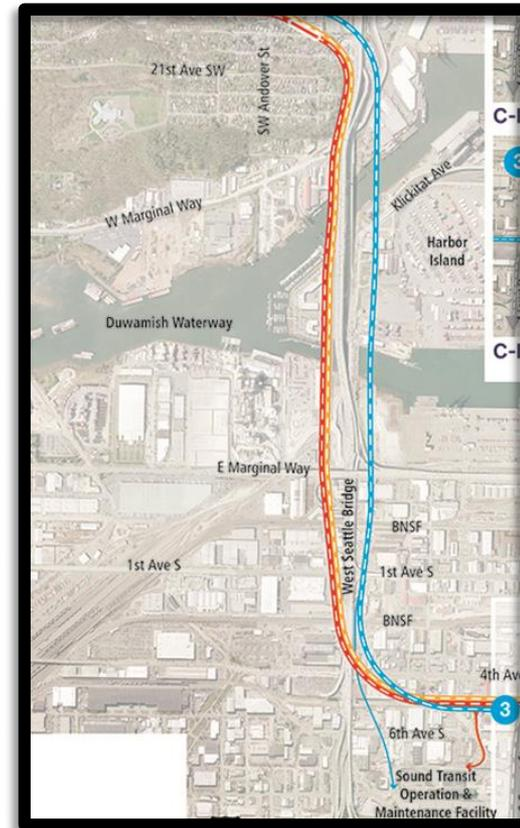 21st Ave SW
SW Andover St
C-
3
Klickitat Ave
W Marginal Way
Harbor
Island
Duwamish Waterway
C-
E Marginal Way
West Seattle Bridge
BNSF
1st Ave S
1st Ave S
BNSF
4th Av
3
6th Ave S
Sound Transit
Operation &
Maintenance Facility